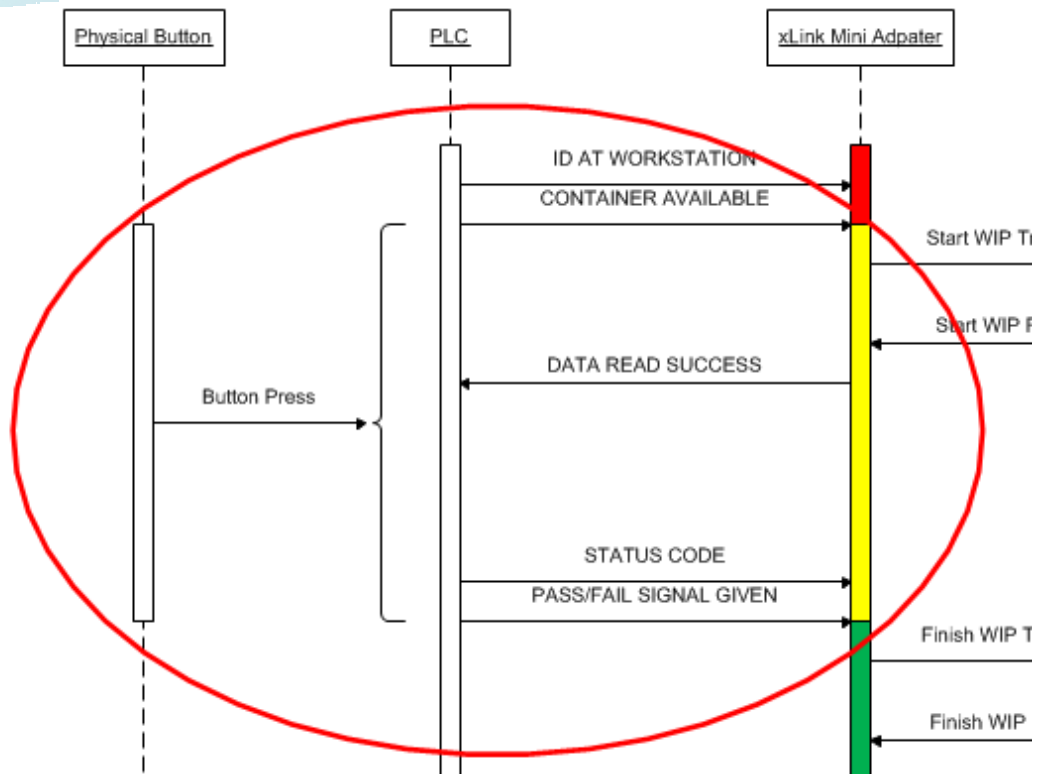 Physical Button
PLC
xLink Mini Adpater
ID AT WORKSTATION
CONTAINER AVAILABLE
Start WIP
Start WIP
DATA READ SUCCESS
Button Press
STATUS CODE
PASS/FAIL SIGNAL GIVEN
Finish WIP
Finish WIP